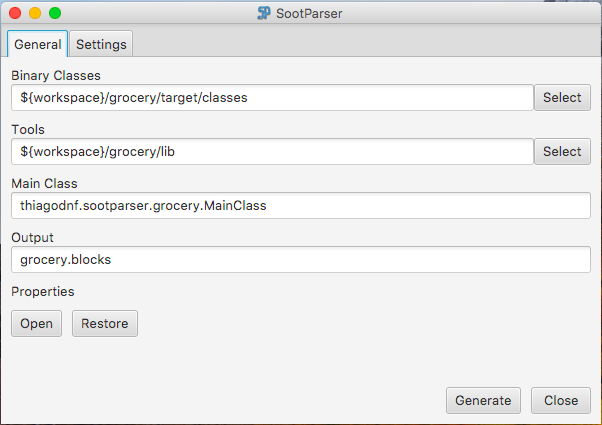 SootParser
General Settings
Binary Classes
${workspace}/grocery/target/classes Select
Tools
${workspace}/grocery/lib Select
Main Class
thiagodnf.sootparser.grocery.MainClass
Output
grocery.blocks
Properties
Open Restore
Generate Close